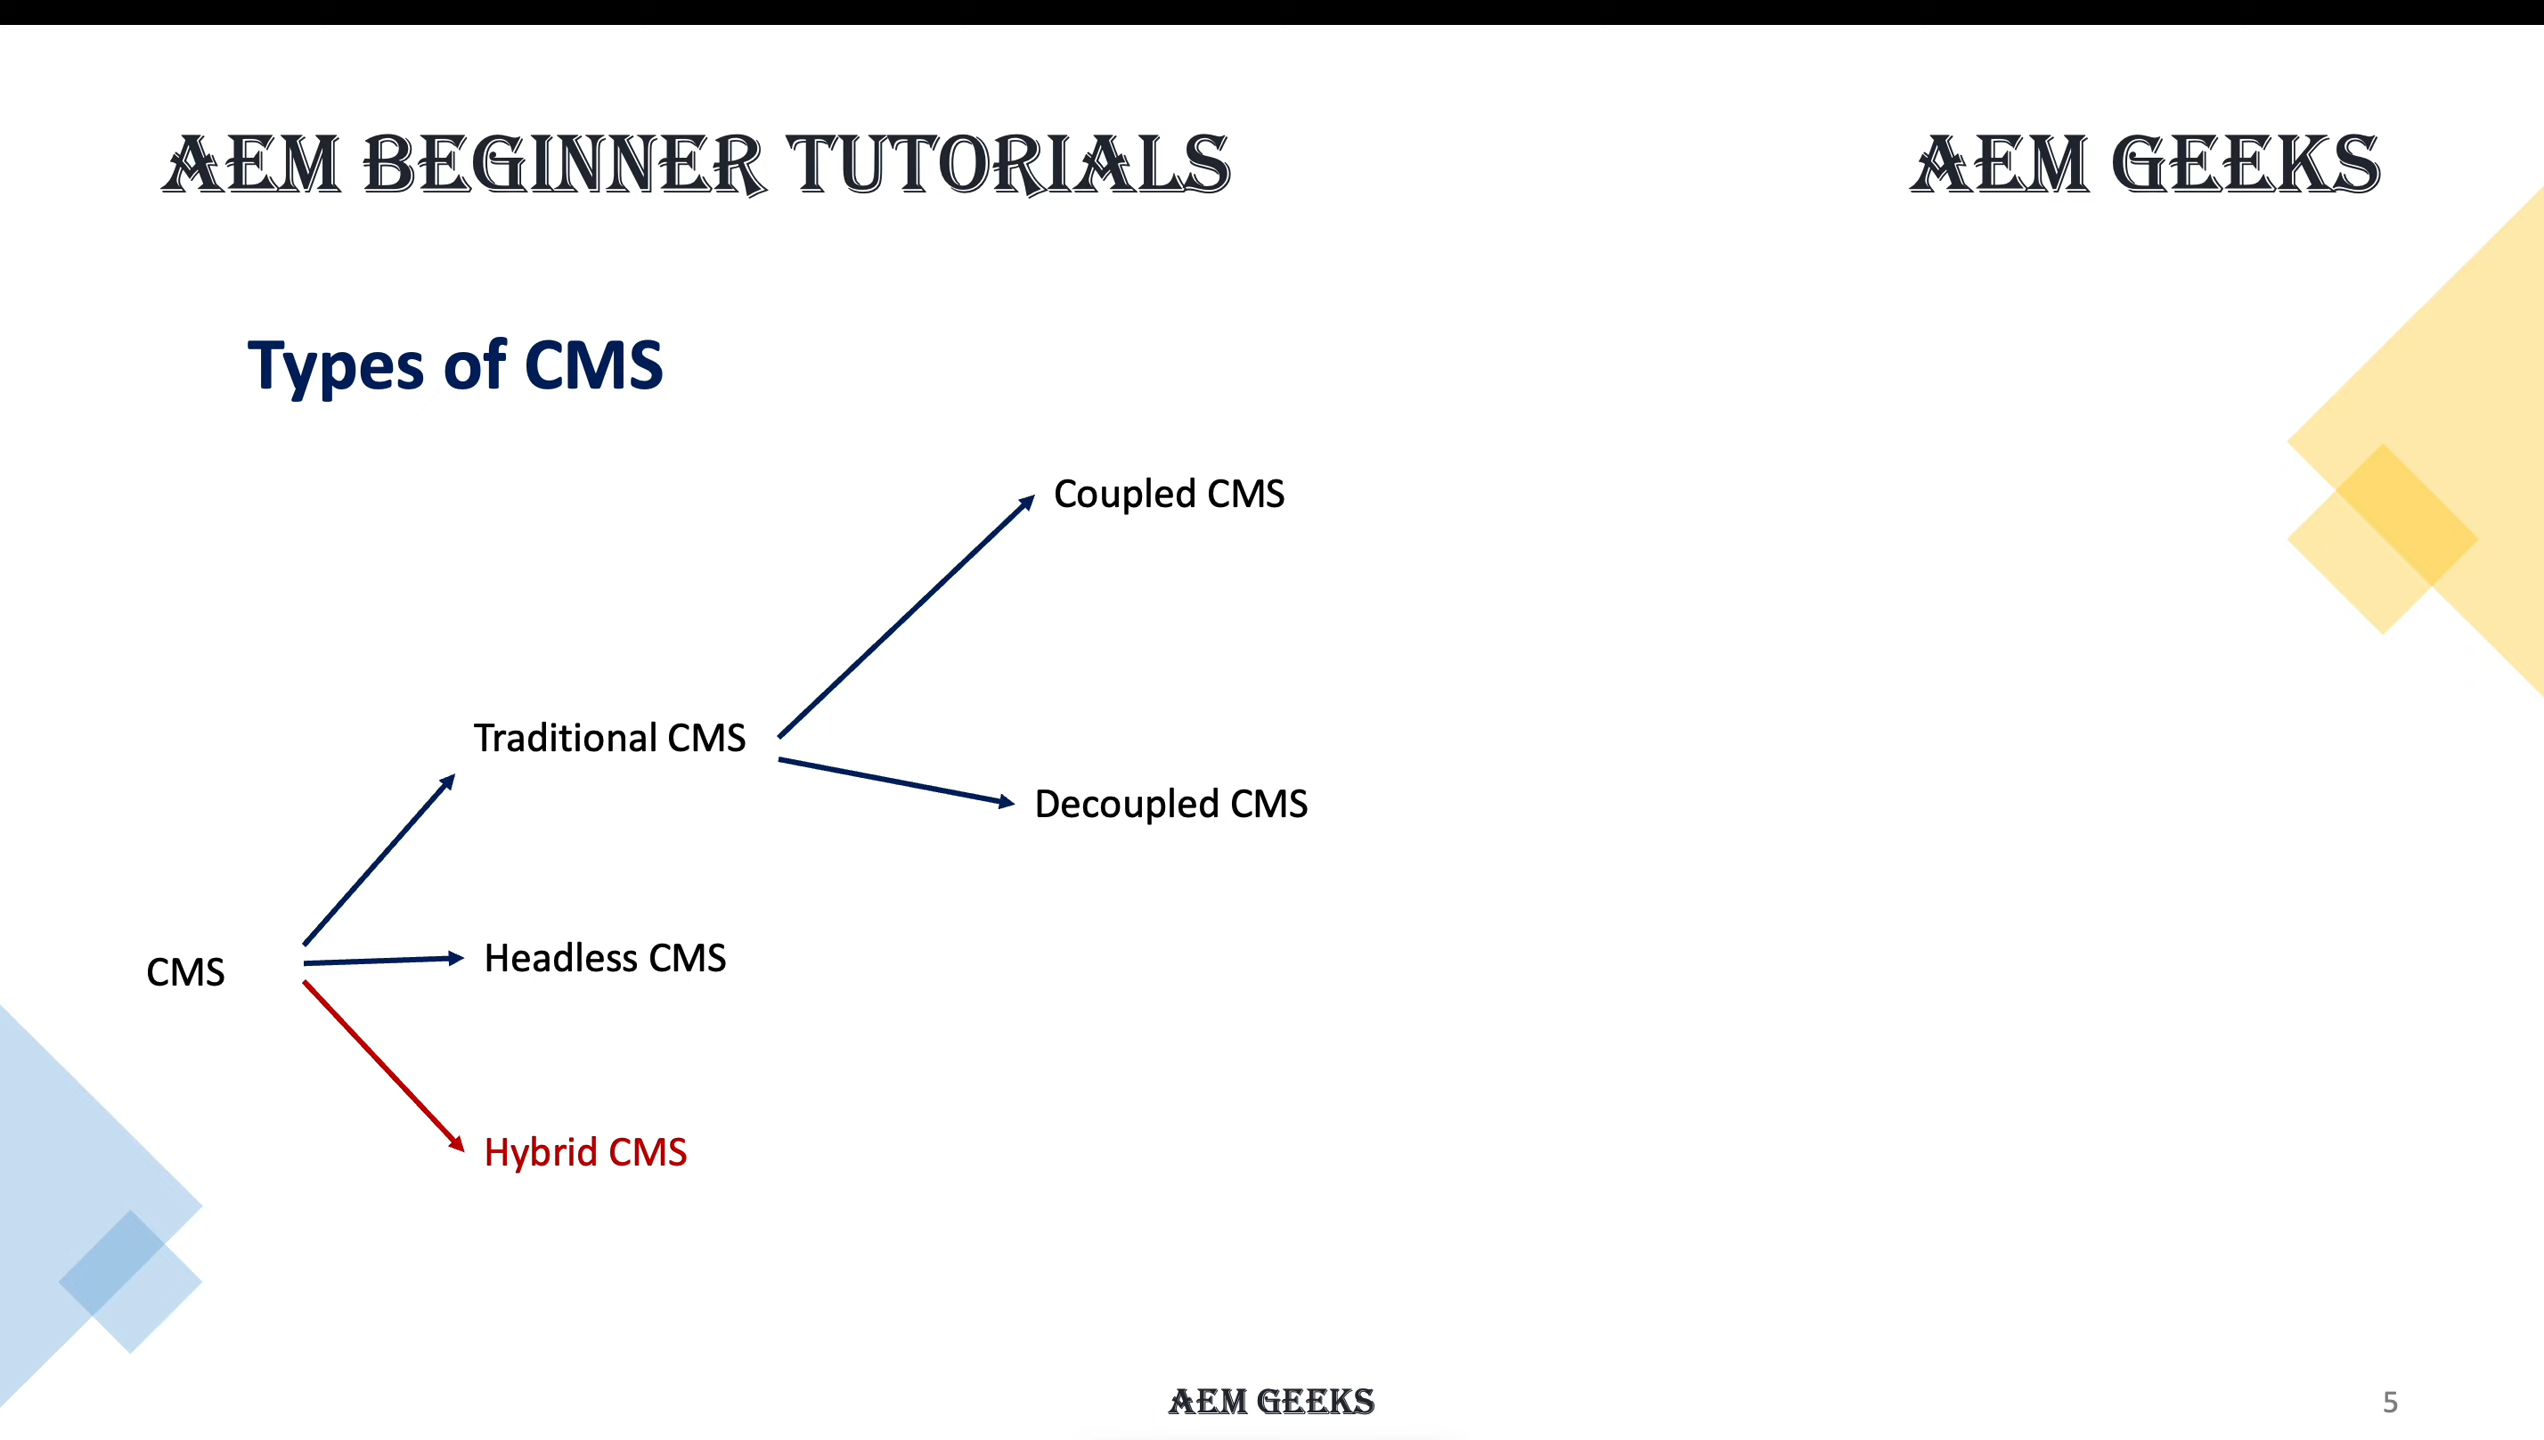 AEM BEGINNER TUTORIALS
AEM GEEKS
Types of CMS
Coupled CMS
Traditional CMS
Decoupled CMS
Headless CMS
CMS
Hybrid CMS
AEM GEEKS
5